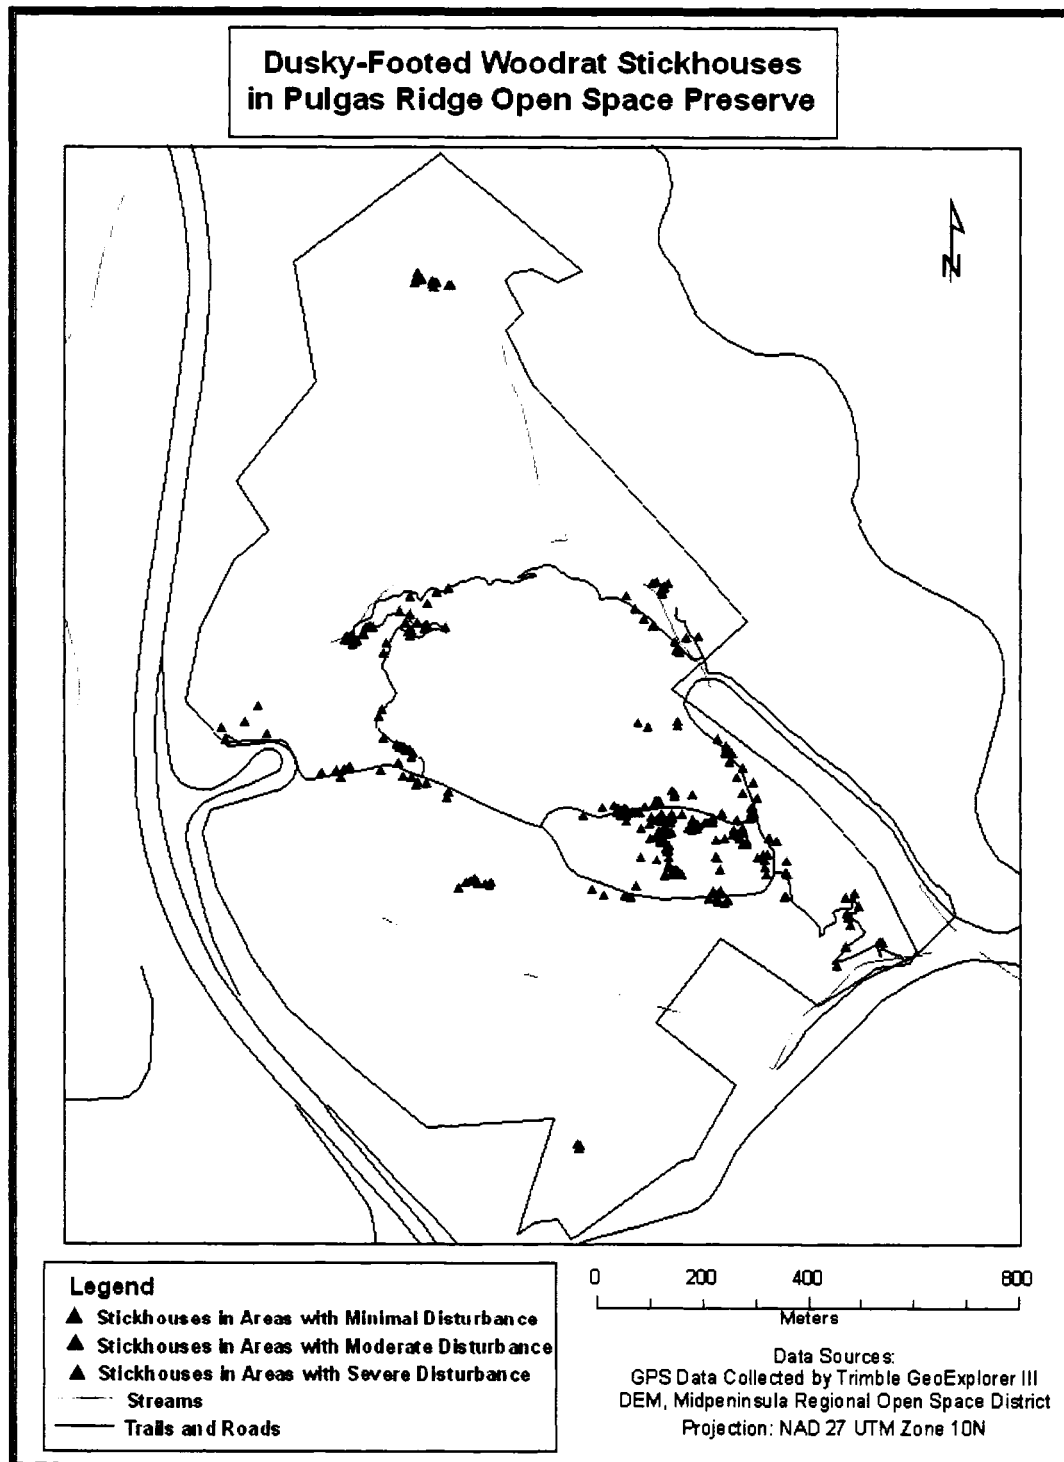 Dusky-Footed Woodrat Stickhouses
in Pulgas Ridge Open Space Preserve
N
Legend
Stickhouses in Areas with Minimal Disturbance
Stickhouses in Areas with Moderate Disturbance
Stickhouses in Areas with Severe Disturbance
Streams
Trails and Roads
0 200 400 800
Meters
Data Sources:
GPS Data Collected by Trimble GeoExplorer III
DEM, Midpeninsula Regional Open Space District
Projection: NAD 27 UTM Zone 10N